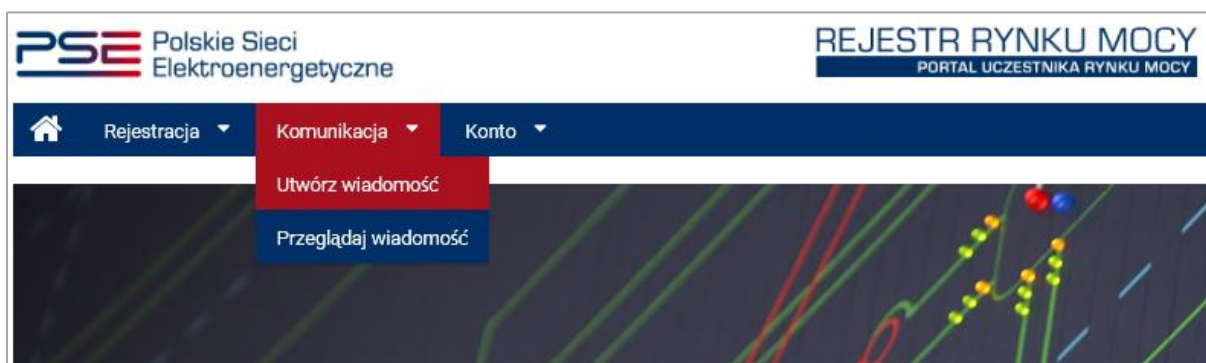 PSE Polskie Sieci
Elektroenergetyczne
REJESTR RYNKU MOCY
PORTAL UCZESTNIKA RYNKU MOCY
Rejestracja Komunikacja Konto
Utwórz wiadomość
Przeglądaj wiadomość